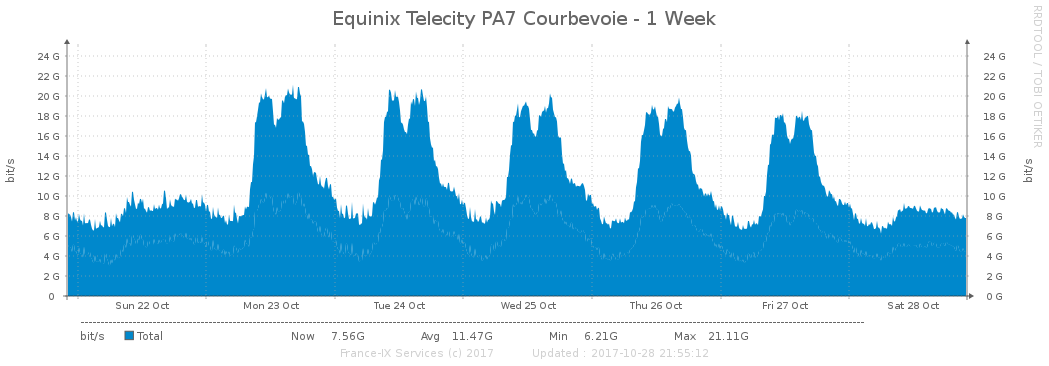 Equinix Telecity PA7 Courbevoie - 1 Week
RRDTOOL / TOBI OETIKER
bit/s
24 G 24 G
22 G 22 G
20 G 20 G
18 G 18 G
16 G 16 G
14 G 14 G
12 G 12 G
10 G 10 G
8 G 8 G
6 G 6 G
4 G 4 G
2 G 2 G
0 0 G
bit/s
Sun 22 Oct Mon 23 Oct Tue 24 Oct Wed 25 Oct Thu 26 Oct Fri 27 Oct Sat 28 Oct
bit/s Total Now 7.56G Avg 11.47G Min 6.21G Max 21.11G
France-IX Services (c) 2017 Updated : 2017-10-28 21:55:12